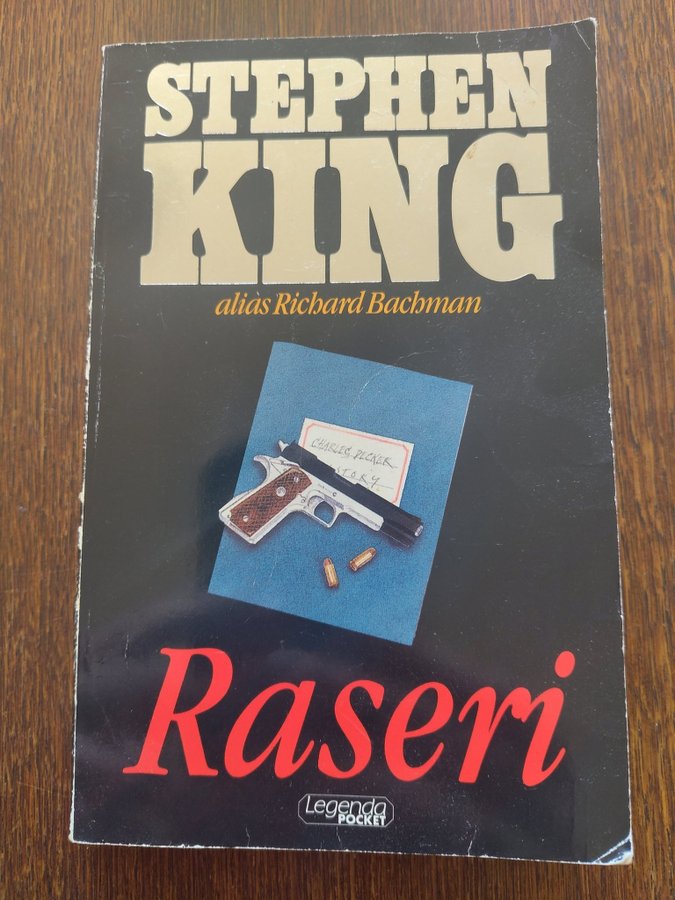 STEPHEN
KING
alias Richard Bachman
CHARLES DECKER
STORY
Raseri
Legenda
POCKET